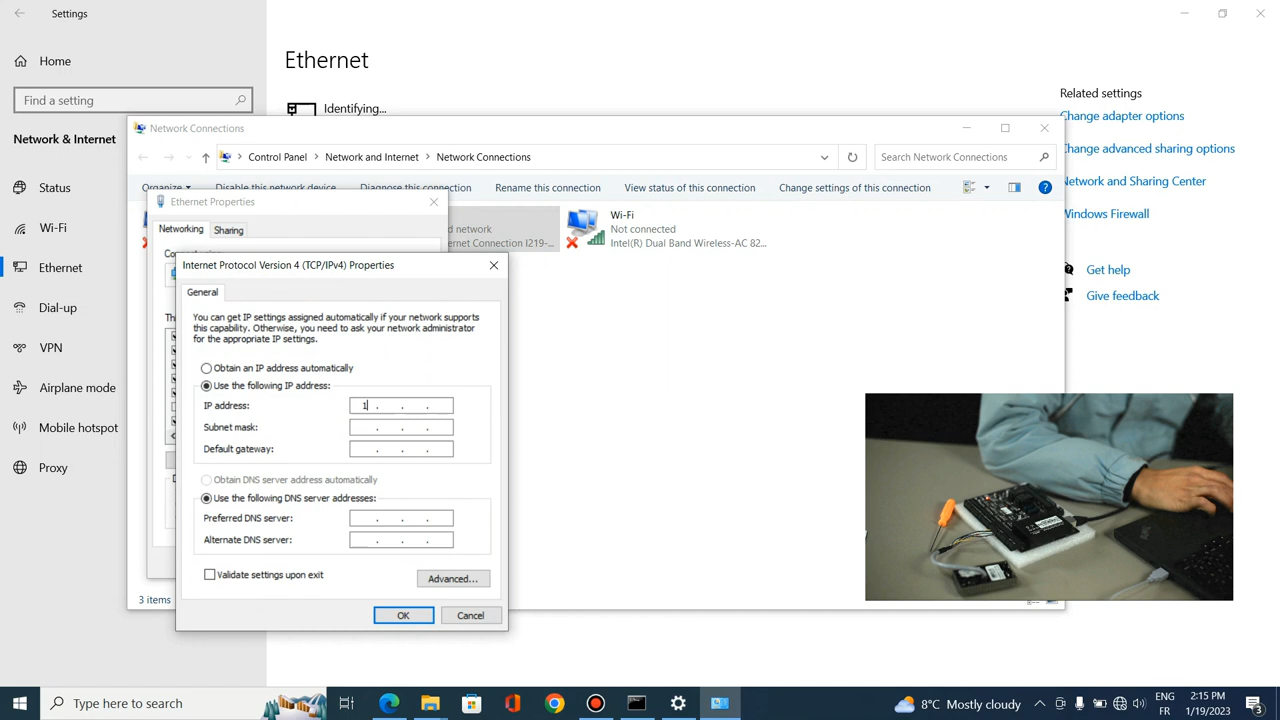 Settings
Home
Find a setting
Network & Internet
Status
Wi-Fi
Ethernet
Dial-up
VPN
Airplane mode
Mobile hotspot
Proxy
Ethernet
Identifying...
Related settings
Change adapter options
Change advanced sharing options
Network and Sharing Center
Windows Firewall
Get help
Give feedback
Network Connections
Control Panel
Network and Internet
Network Connections
Search Network Connections
Organize
Disable this network device
Diagnose this connection
Rename this connection
View status of this connection
Change settings of this connection
Wi-Fi
Not connected
Intel(R) Dual Band Wireless-AC 82...
d network
ernet Connection I219-...
3 items
Ethernet Properties
Networking
Sharing
Internet Protocol Version 4 (TCP/IPv4) Properties
General
You can get IP settings assigned automatically if your network supports
this capability. Otherwise, you need to ask your network administrator
for the appropriate IP settings.
Obtain an IP address automatically
Use the following IP address:
IP address:
1 . . .
Subnet mask:
. . .
Default gateway:
. . .
Obtain DNS server address automatically
Use the following DNS server addresses:
Preferred DNS server:
. . .
Alternate DNS server:
. . .
Validate settings upon exit
Advanced...
OK
Cancel
Type here to search
8°C Mostly cloudy
ENG
FR
2:15 PM
1/19/2023
3